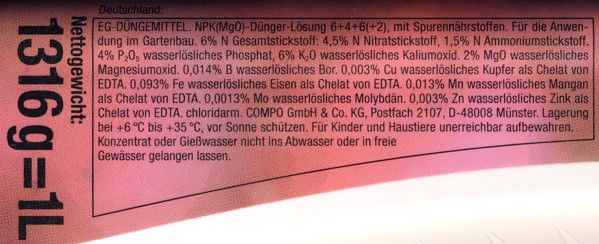 Deutschland:
EG-DÜNGEMITTEL. NPK(MgO)-Dünger-Lösung 6+4+6(+2), mit Spurennährstoffen. Für die Anwen-
dung im Gartenbau. 6% N Gesamtstickstoff: 4,5% N Nitratstickstoff, 1,5% N Ammoniumstickstoff.
4% P₂O₅ wasserlösliches Phosphat, 6% K₂O wasserlösliches Kaliumoxid. 2% MgO wasserlösliches
Magnesiumoxid. 0,014% B wasserlösliches Bor. 0,003% Cu wasserlösliches Kupfer als Chelat von
EDTA. 0,093% Fe wasserlösliches Eisen als Chelat von EDTA. 0,013% Mn wasserlösliches Mangan
als Chelat von EDTA. 0,0013% Mo wasserlösliches Molybdän. 0,003% Zn wasserlösliches Zink als
Chelat von EDTA. chloridarm. COMPO GmbH & Co. KG, Postfach 2107, D-48008 Münster. Lagerung
bei +6°C bis +35°C, vor Sonne schützen. Für Kinder und Haustiere unerreichbar aufbewahren.
Konzentrat oder Gießwasser nicht ins Abwasser oder in freie
Gewässer gelangen lassen.
Nettogewicht:
1316g=1L